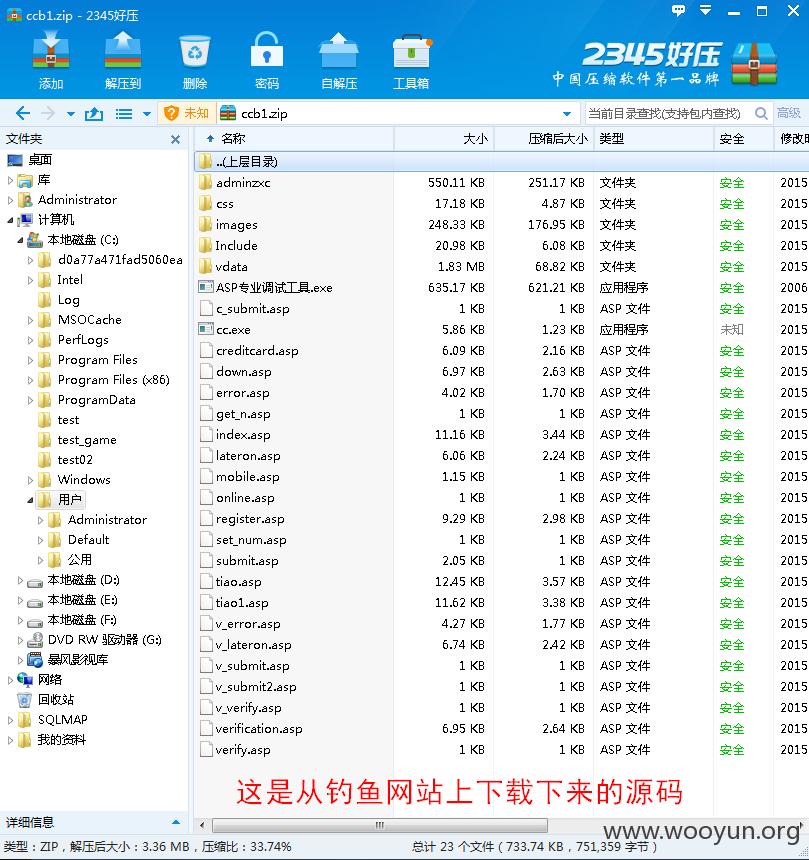 ccb1.zip - 2345好压
添加 解压到 删除 密码 自解压 工具箱
2345好压
中国压缩软件第一品牌
未知 ccb1.zip 当前目录查找(支持包内查找) 高级
文件夹
桌面
库
Administrator
计算机
本地磁盘 (C:)
d0a77a471fad5060ea
Intel
Log
MSOCache
PerfLogs
Program Files
Program Files (x86)
ProgramData
test
test_game
test02
Windows
用户
Administrator
Default
公用
本地磁盘 (D:)
本地磁盘 (E:)
本地磁盘 (F:)
DVD RW 驱动器 (G:)
暴风影视库
网络
回收站
SQLMAP
我的资料
详细信息
名称 大小 压缩后大小 类型 安全 修改时
..(上层目录)
adminzxc 550.11 KB 251.17 KB 文件夹 安全 2015
css 17.18 KB 4.87 KB 文件夹 安全 2015
images 248.33 KB 176.95 KB 文件夹 安全 2015
Include 20.98 KB 6.08 KB 文件夹 安全 2015
vdata 1.83 MB 68.82 KB 文件夹 安全 2015
ASP专业调试工具.exe 635.17 KB 621.21 KB 应用程序 安全 2006
c_submit.asp 1 KB 1 KB ASP 文件 安全 2015
cc.exe 5.86 KB 1.23 KB 应用程序 未知 2015
creditcard.asp 6.09 KB 2.16 KB ASP 文件 安全 2015
down.asp 6.97 KB 2.63 KB ASP 文件 安全 2015
error.asp 4.02 KB 1.70 KB ASP 文件 安全 2015
get_n.asp 1 KB 1 KB ASP 文件 安全 2015
index.asp 11.16 KB 3.44 KB ASP 文件 安全 2015
lateron.asp 6.06 KB 2.24 KB ASP 文件 安全 2015
mobile.asp 1.15 KB 1 KB ASP 文件 安全 2015
online.asp 1 KB 1 KB ASP 文件 安全 2015
register.asp 9.29 KB 2.98 KB ASP 文件 安全 2015
set_num.asp 1 KB 1 KB ASP 文件 安全 2015
submit.asp 2.05 KB 1 KB ASP 文件 安全 2015
tiao.asp 12.45 KB 3.57 KB ASP 文件 安全 2015
tiao1.asp 11.62 KB 3.38 KB ASP 文件 安全 2015
v_error.asp 4.27 KB 1.77 KB ASP 文件 安全 2015
v_lateron.asp 6.74 KB 2.42 KB ASP 文件 安全 2015
v_submit.asp 1 KB 1 KB ASP 文件 安全 2015
v_submit2.asp 1 KB 1 KB ASP 文件 安全 2015
v_verify.asp 1 KB 1 KB ASP 文件 安全 2015
verification.asp 6.95 KB 2.64 KB ASP 文件 安全 2015
verify.asp 1 KB 1 KB ASP 文件 安全 2015
这是从钓鱼网站上下载下来的源码
www.wooyun.org
类型：ZIP，解压后大小：3.36 MB，压缩比：33.74% 总计 23 个文件（733.74 KB，751,359 字节）